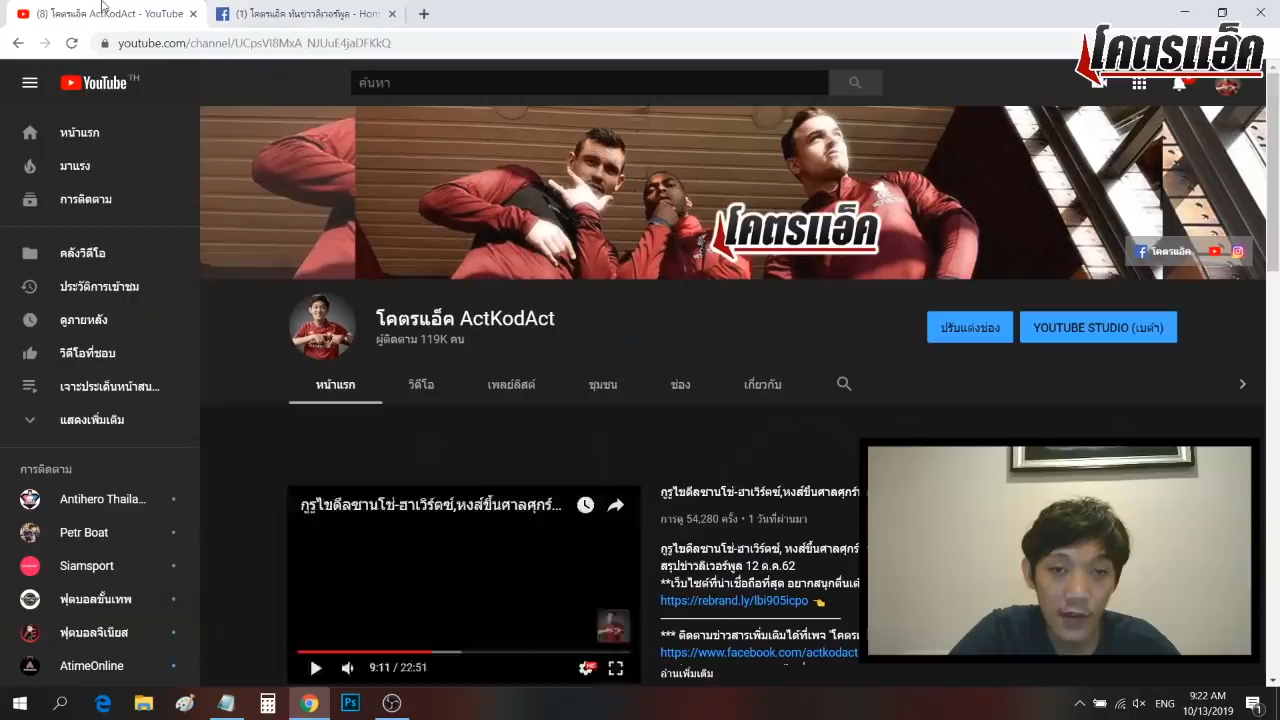 (8) โคตรแอ็ค ActKodAct - YouTube
(1) โคตรแอ็ค ทันข่าวลิเวอร์พูล - Hom
youtube.com/channel/UCpsVI8MxA_NJUuE4jaDFKkQ
โคตรแอ็ค
YouTube TH
ค้นหา
หน้าแรก
มาแรง
การติดตาม
คลังวิดีโอ
ประวัติการเข้าชม
ดูภายหลัง
วิดีโอที่ชอบ
เจาะประเด็นหน้าสน...
แสดงเพิ่มเติม
การติดตาม
Antihero Thaila...
Petr Boat
Siamsport
ฟุตบอลขั้นเทพ
ฟุตบอลจีเนียส
AtimeOnline
โคตรแอ็ค
โคตรแอ็ค
โคตรแอ็ค ActKodAct
ผู้ติดตาม 119K คน
ปรับแต่งช่อง
YOUTUBE STUDIO (เบต้า)
หน้าแรก วิดีโอ เพลย์ลิสต์ ชุมชน ช่อง เกี่ยวกับ
กูรูไขดีลซานโช่-ฮาเวิร์ตซ์,หงส์ขึ้นศาลศุกร์...
9:11 / 22:51
HD
กูรูไขดีลซานโช่-ฮาเวิร์ตซ์,หงส์ขึ้นศาลศุกร์
การดู 54,280 ครั้ง • 1 วันที่ผ่านมา
กูรูไขดีลซานโช่-ฮาเวิร์ตซ์, หงส์ขึ้นศาลศุกร์
สรุปข่าวลิเวอร์พูล 12 ต.ค.62
**เว็บไซต์ที่น่าเชื่อถือที่สุด อยากสนุกตื่นเต้
https://rebrand.ly/lbi905icpo
*** ติดตามข่าวสารเพิ่มเติมได้ที่เพจ 'โคตรแ
https://www.facebook.com/actkodact
อ่านเพิ่มเติม
Ps
ENG
9:22 AM
10/13/2019
1